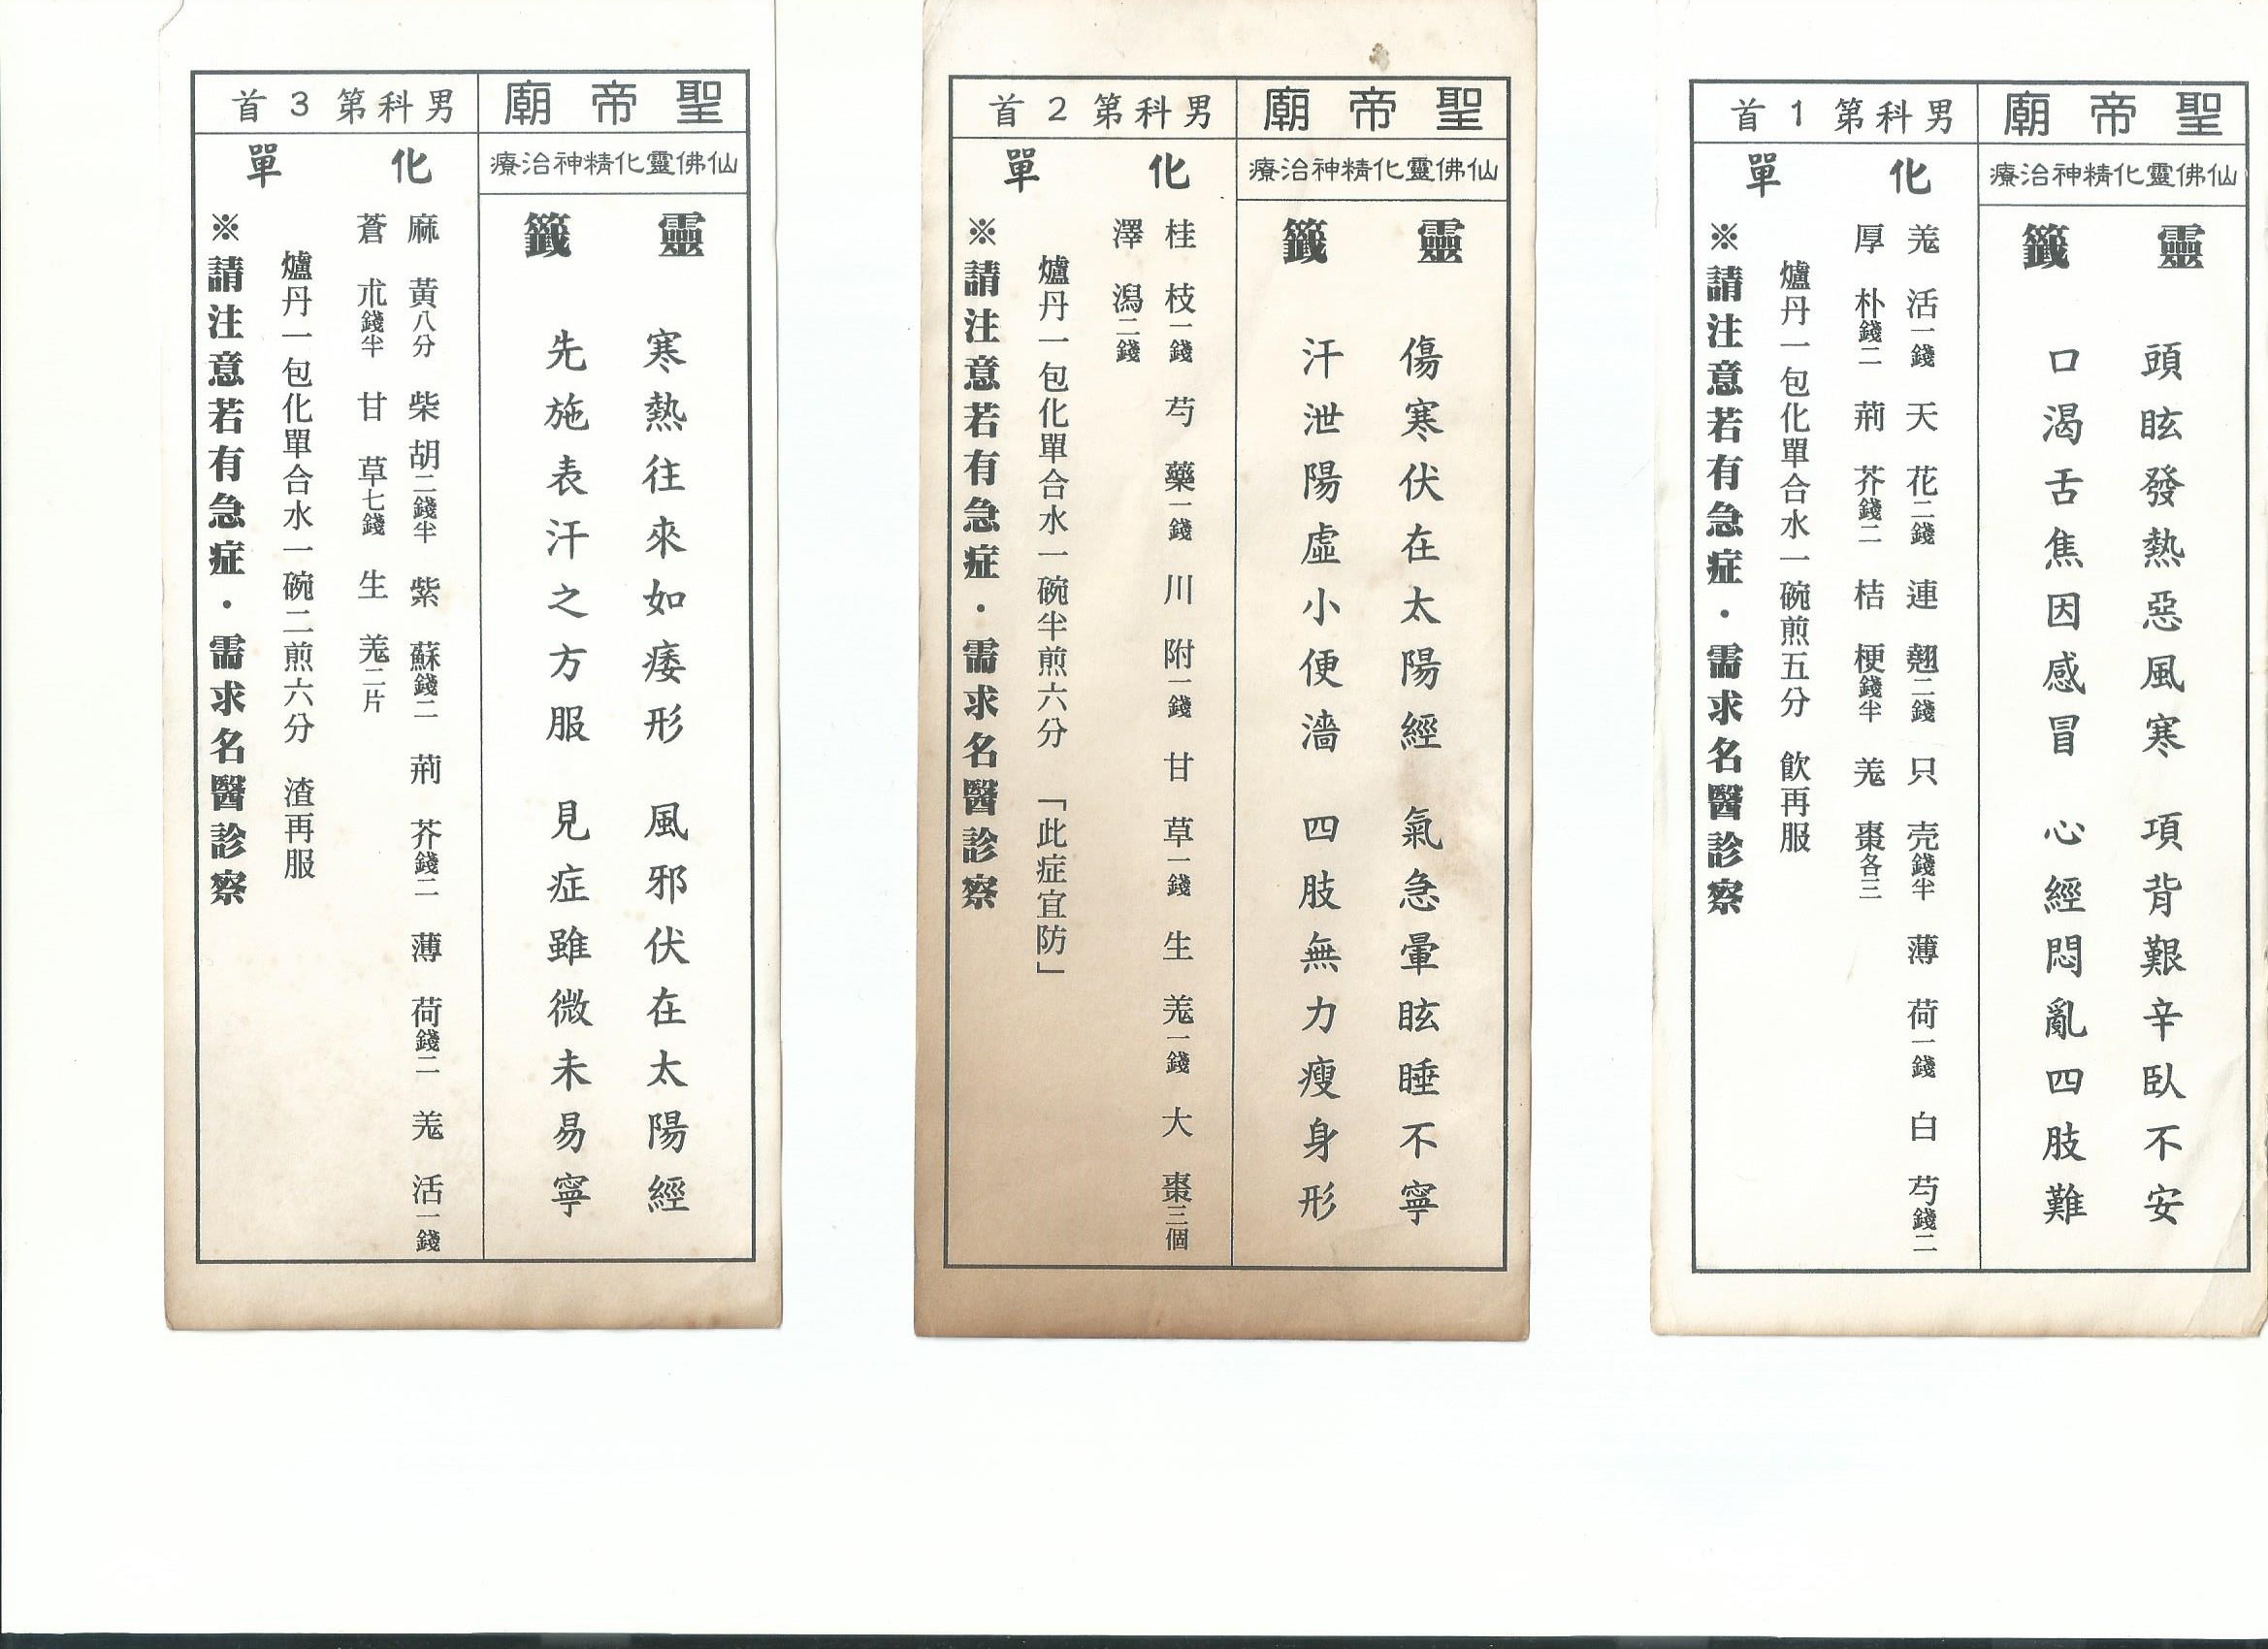 聖帝廟
男科第1首
仙佛靈化精神治療
靈籤
頭眩發熱惡風寒 項背艱辛臥不安
口渴舌焦因感冒 心經悶亂四肢難
化單
羗活一錢 天花二錢 連翹二錢 只壳錢半 薄荷一錢 白芍錢二
厚朴錢二 荊芥錢二 桔梗錢半 羗棗各三
爐丹一包化單合水一碗煎五分 飲再服
※請注意若有急症・需求名醫診察
聖帝廟
男科第2首
仙佛靈化精神治療
靈籤
傷寒伏在太陽經 氣急暈眩睡不寧
汗泄陽虛小便濇 四肢無力瘦身形
化單
桂枝一錢 芍藥一錢 川附一錢 甘草一錢 生羗一錢 大棗三個
澤潟二錢
爐丹一包化單合水一碗半煎六分 「此症宜防」
※請注意若有急症・需求名醫診察
聖帝廟
男科第3首
仙佛靈化精神治療
靈籤
寒熱往來如痿形 風邪伏在太陽經
先施表汗之方服 見症雖微未易寧
化單
麻黃八分 柴胡二錢半 紫蘇錢二 荊芥錢二 薄荷錢二 羗活一錢
蒼朮錢半 甘草七錢 生羗二片
爐丹一包化單合水一碗二煎六分 渣再服
※請注意若有急症・需求名醫診察